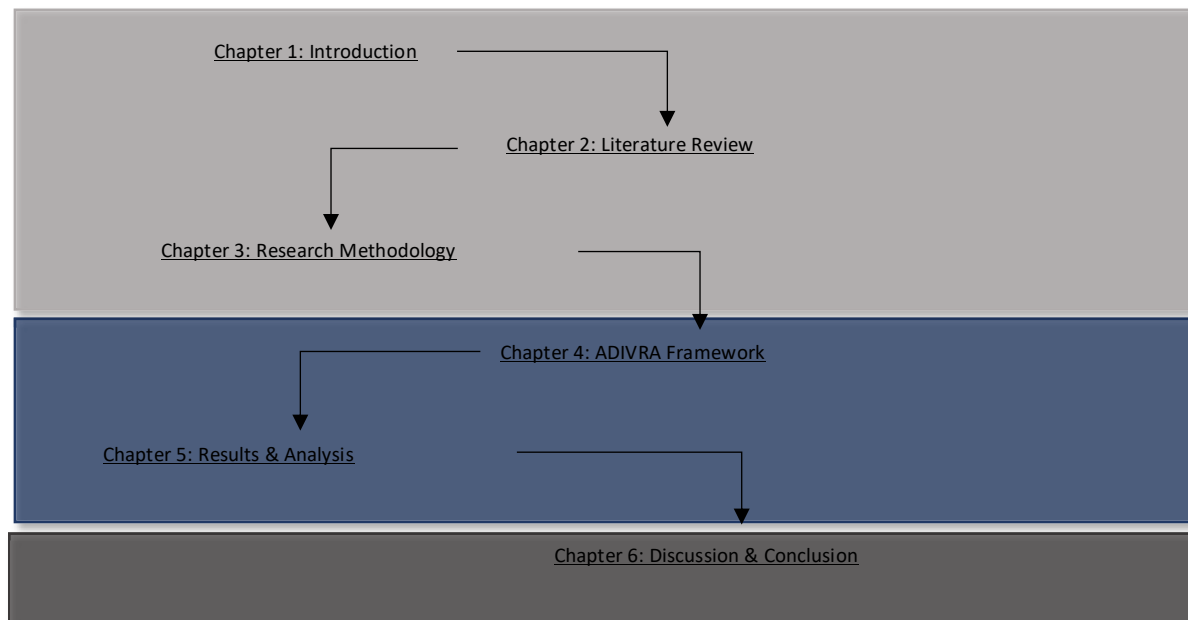 Chapter 1: Introduction
Chapter 2: Literature Review
Chapter 3: Research Methodology
Chapter 4: ADIVRA Framework
Chapter 5: Results & Analysis
Chapter 6: Discussion & Conclusion